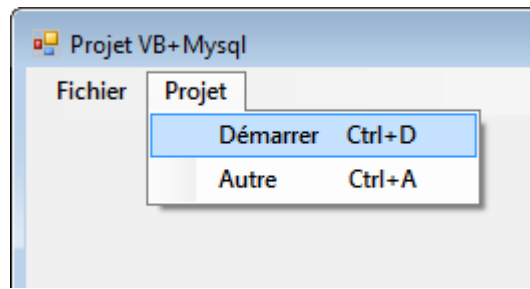 Projet VB+Mysql
Fichier Projet
Démarrer Ctrl+D
Autre Ctrl+A